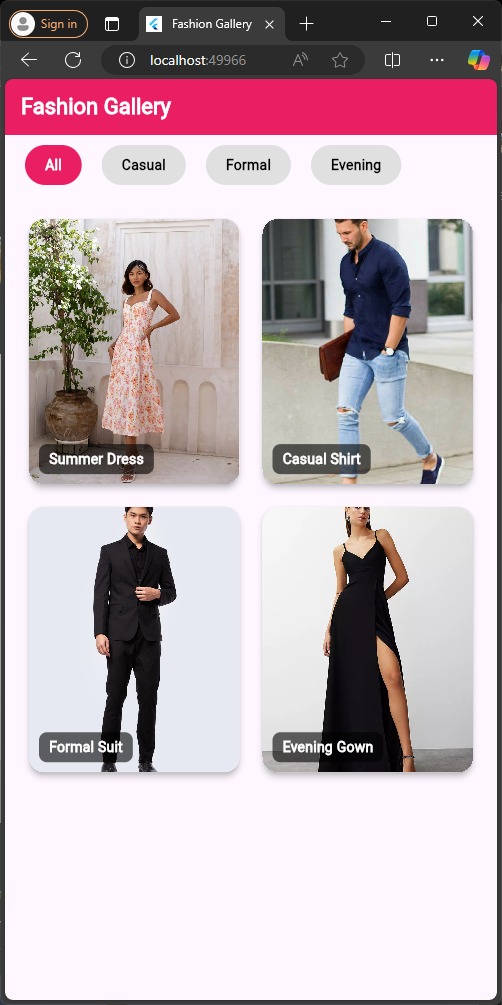 Sign in
Fashion Gallery
localhost:49966
Fashion Gallery
All Casual Formal Evening
Summer Dress
Casual Shirt
Formal Suit
Evening Gown